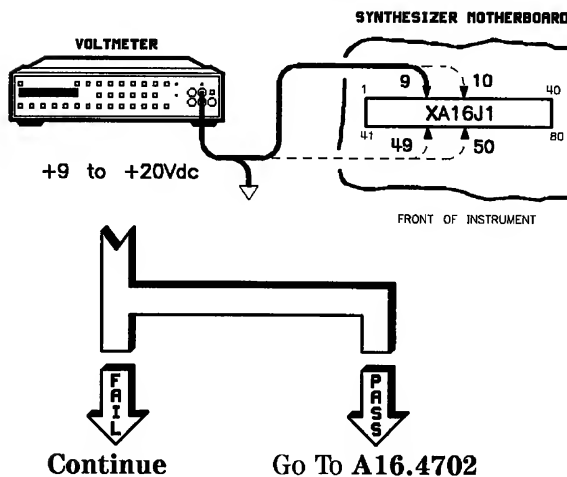 SYNTHESIZER MOTHERBOARD
VOLTMETER
9 10
1 40
XA16J1
41 80
49 50
+9 to +20Vdc
FRONT OF INSTRUMENT
FAIL PASS
Continue Go To A16.4702